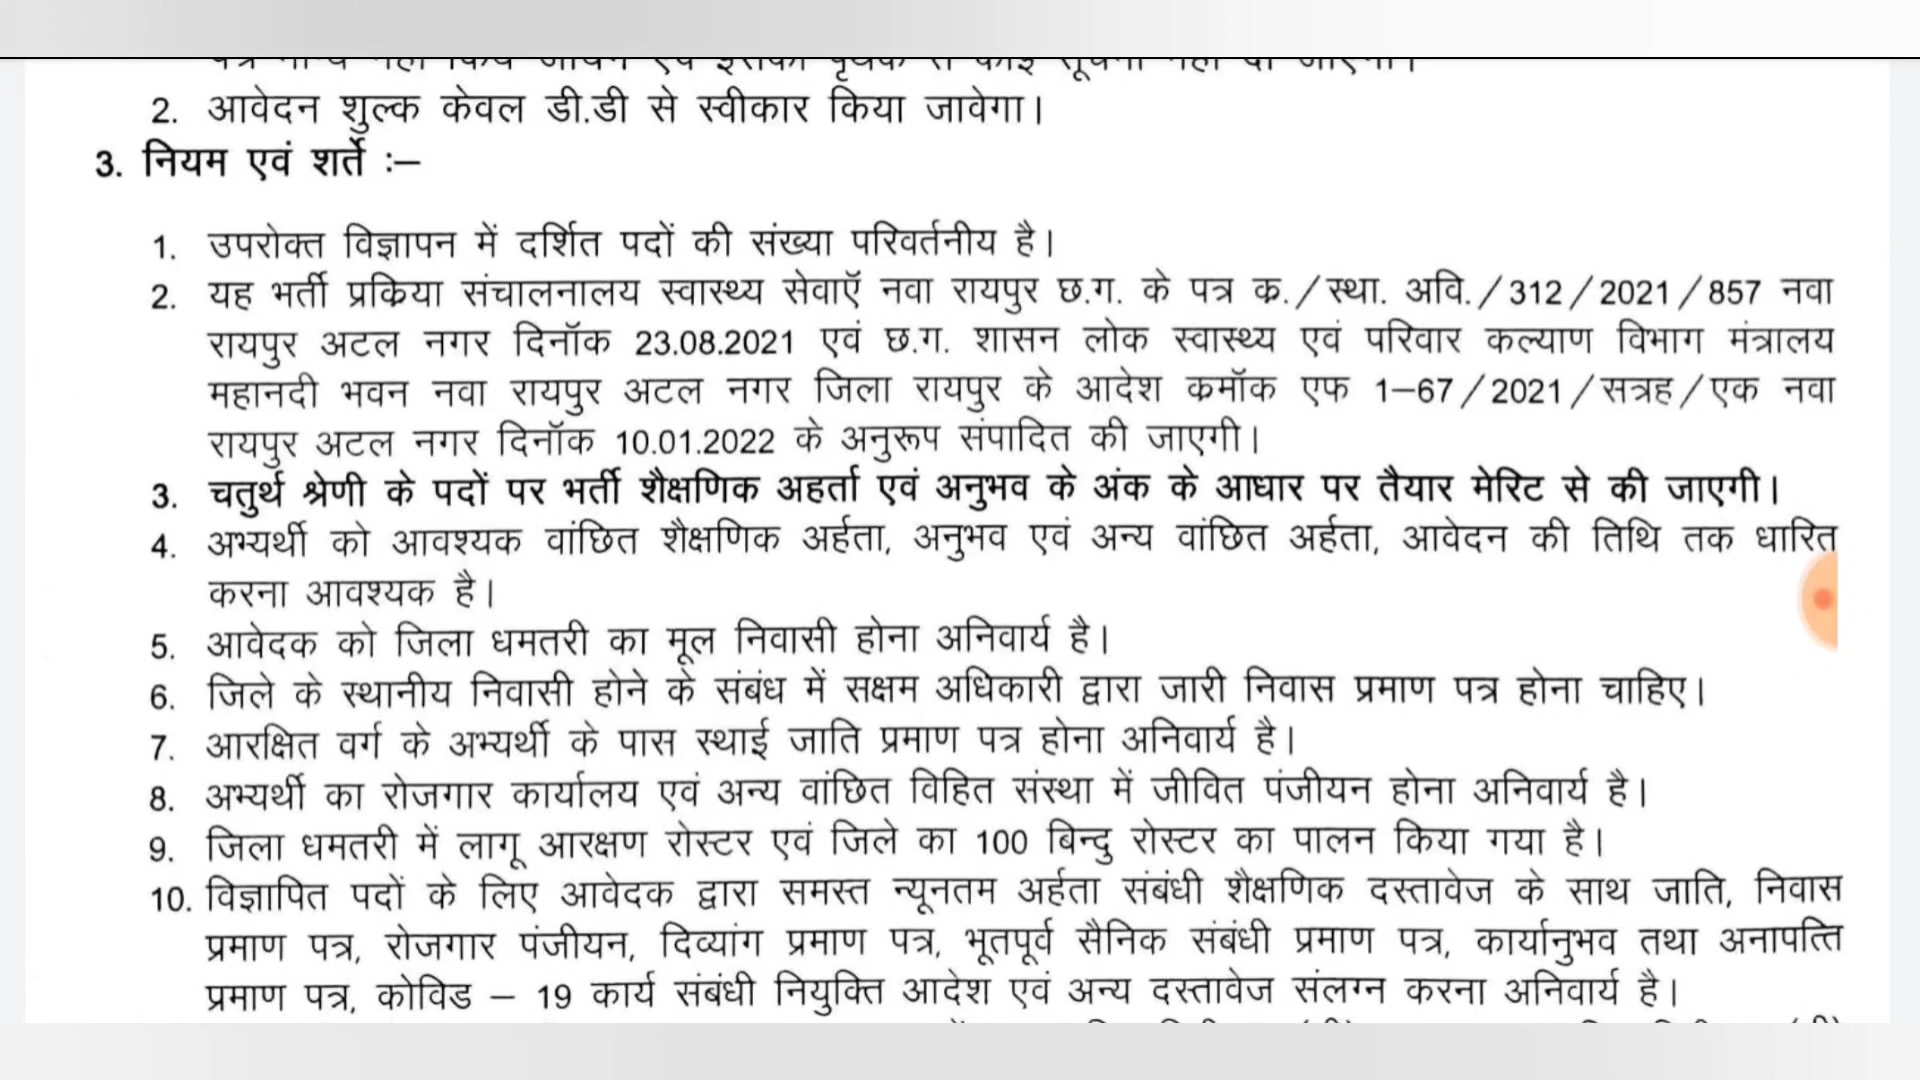 2. आवेदन शुल्क केवल डी.डी से स्वीकार किया जावेगा।
3. नियम एवं शर्ते :–
1. उपरोक्त विज्ञापन में दर्शित पदों की संख्या परिवर्तनीय है।
2. यह भर्ती प्रकिया संचालनालय स्वास्थ्य सेवाऍ नवा रायपुर छ.ग. के पत्र क्र./स्था. अवि./312/2021/857 नवा
रायपुर अटल नगर दिनॉक 23.08.2021 एवं छ.ग. शासन लोक स्वास्थ्य एवं परिवार कल्याण विभाग मंत्रालय
महानदी भवन नवा रायपुर अटल नगर जिला रायपुर के आदेश क्रमॉक एफ 1–67/2021/सत्रह/एक नवा
रायपुर अटल नगर दिनॉक 10.01.2022 के अनुरूप संपादित की जाएगी।
3. चतुर्थ श्रेणी के पदों पर भर्ती शैक्षणिक अहर्ता एवं अनुभव के अंक के आधार पर तैयार मेरिट से की जाएगी।
4. अभ्यर्थी को आवश्यक वांछित शैक्षणिक अर्हता, अनुभव एवं अन्य वांछित अर्हता, आवेदन की तिथि तक धारित
करना आवश्यक है।
5. आवेदक को जिला धमतरी का मूल निवासी होना अनिवार्य है।
6. जिले के स्थानीय निवासी होने के संबंध में सक्षम अधिकारी द्वारा जारी निवास प्रमाण पत्र होना चाहिए।
7. आरक्षित वर्ग के अभ्यर्थी के पास स्थाई जाति प्रमाण पत्र होना अनिवार्य है।
8. अभ्यर्थी का रोजगार कार्यालय एवं अन्य वांछित विहित संस्था में जीवित पंजीयन होना अनिवार्य है।
9. जिला धमतरी में लागू आरक्षण रोस्टर एवं जिले का 100 बिन्दु रोस्टर का पालन किया गया है।
10. विज्ञापित पदों के लिए आवेदक द्वारा समस्त न्यूनतम अर्हता संबंधी शैक्षणिक दस्तावेज के साथ जाति, निवास
प्रमाण पत्र, रोजगार पंजीयन, दिव्यांग प्रमाण पत्र, भूतपूर्व सैनिक संबंधी प्रमाण पत्र, कार्यानुभव तथा अनापत्ति
प्रमाण पत्र, कोविड – 19 कार्य संबंधी नियुक्ति आदेश एवं अन्य दस्तावेज संलग्न करना अनिवार्य है।